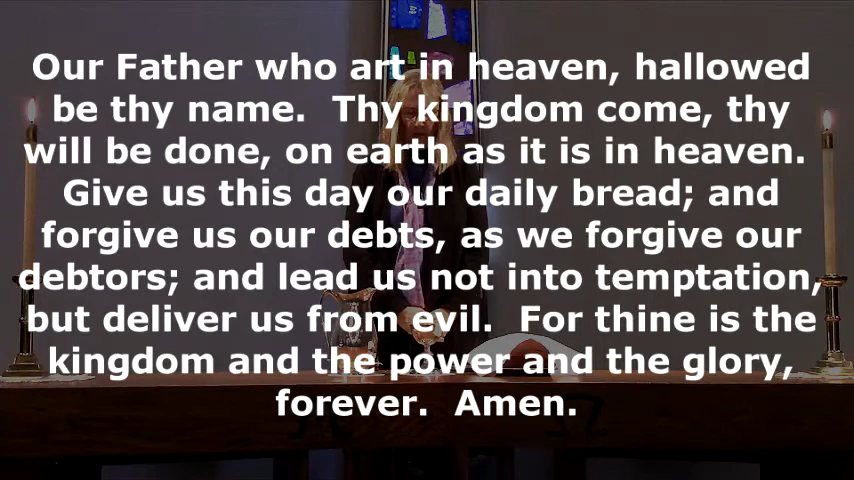 Our Father who art in heaven, hallowed
be thy name. Thy kingdom come, thy
will be done, on earth as it is in heaven.
Give us this day our daily bread; and
forgive us our debts, as we forgive our
debtors; and lead us not into temptation,
but deliver us from evil. For thine is the
kingdom and the power and the glory,
forever. Amen.